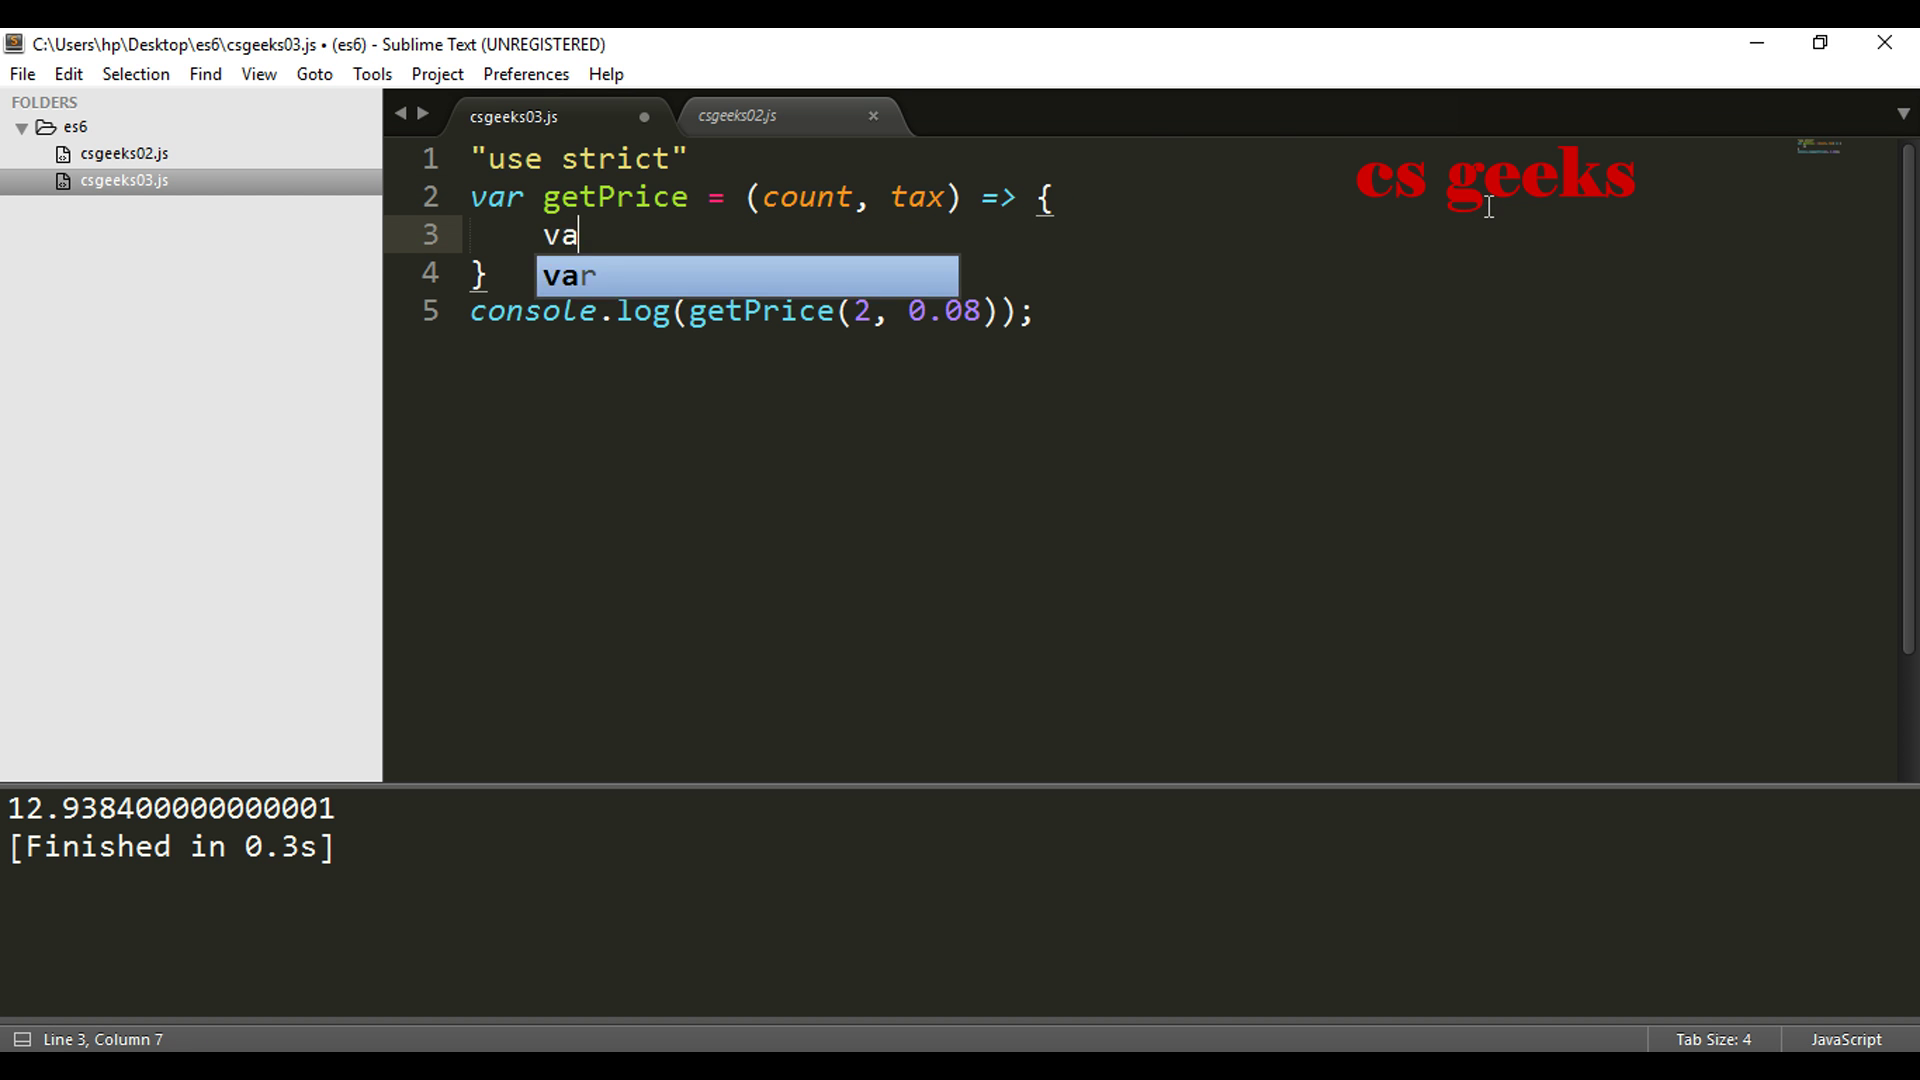 C:\Users\hp\Desktop\es6\csgeeks03.js • (es6) - Sublime Text (UNREGISTERED)
File Edit Selection Find View Goto Tools Project Preferences Help
FOLDERS
es6
csgeeks02.js
csgeeks03.js
csgeeks03.js csgeeks02.js
cs geeks
1 "use strict"
2 var getPrice = (count, tax) => {
3 va
var
4 }
5 console.log(getPrice(2, 0.08));
12.938400000000001
[Finished in 0.3s]
Line 3, Column 7 Tab Size: 4 JavaScript